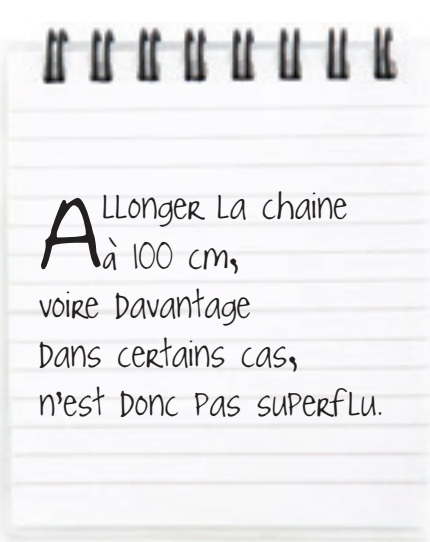 Allonger la chaine
à 100 cm,
voire davantage
dans certains cas,
n'est donc pas superflu.